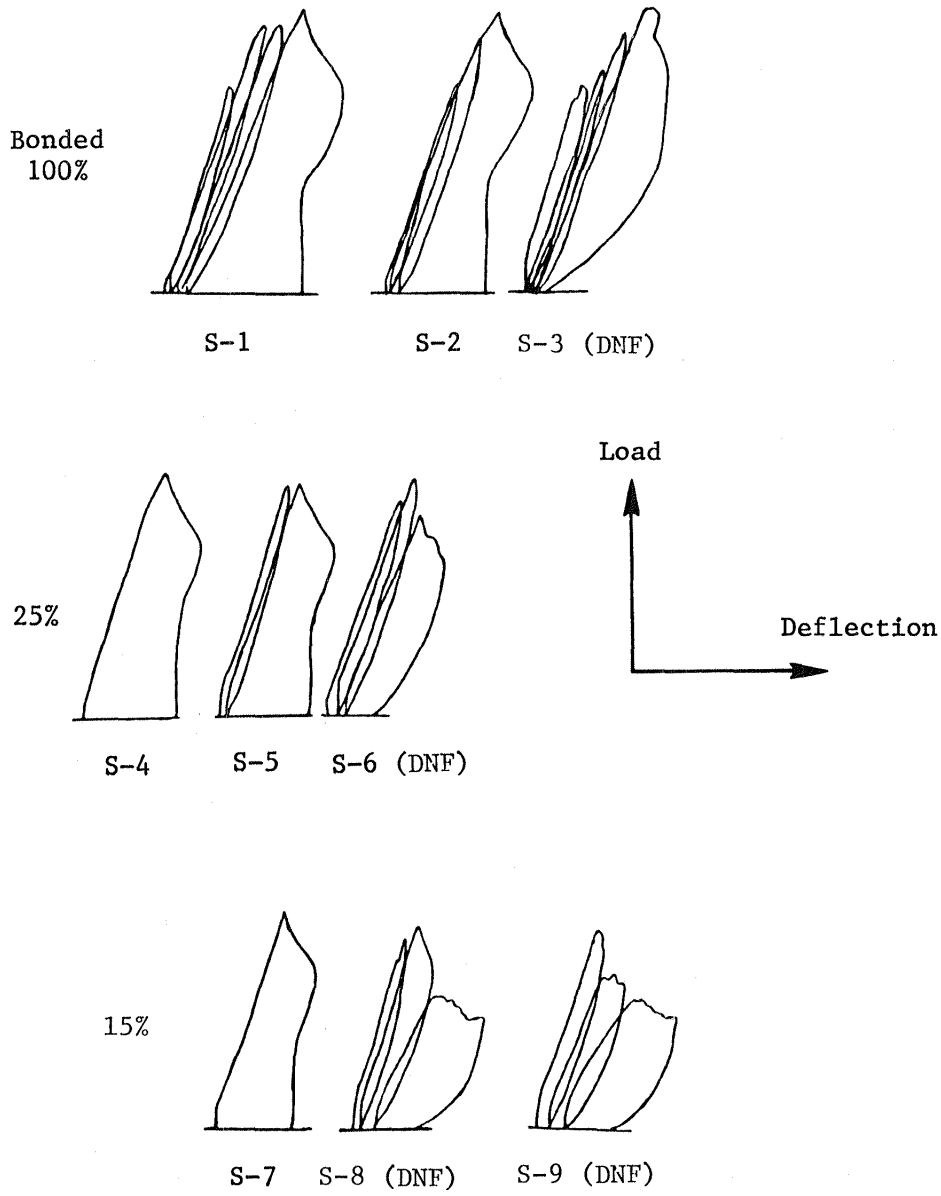 Bonded
100%
S-1
S-2
S-3 (DNF)
Load
Deflection
25%
S-4
S-5
S-6 (DNF)
15%
S-7
S-8 (DNF)
S-9 (DNF)